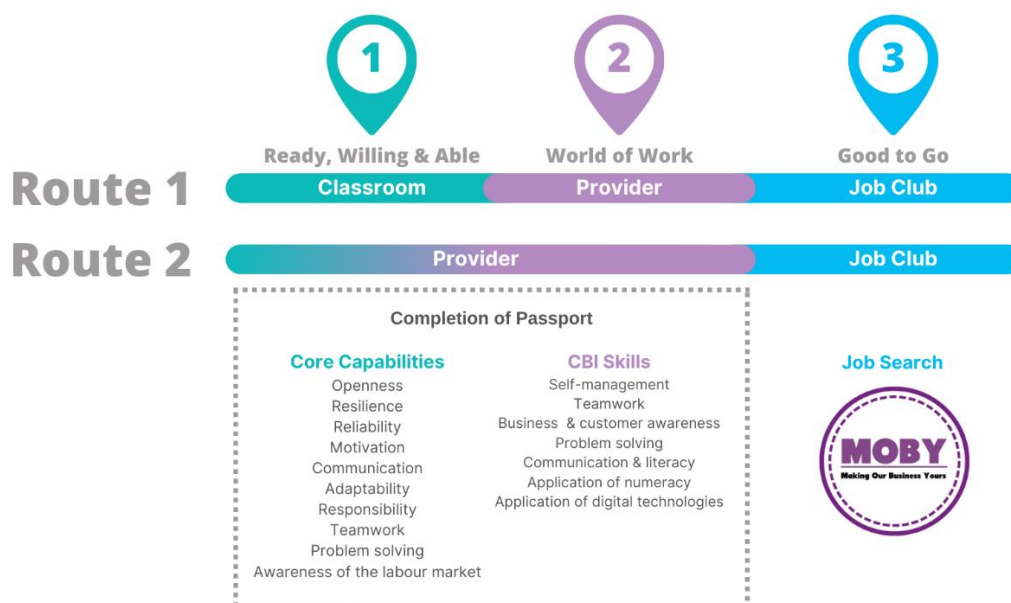 1
2
3
Ready, Willing & Able
World of Work
Good to Go
Route 1
Classroom
Provider
Job Club
Route 2
Provider
Job Club
Completion of Passport
Core Capabilities
Openness
Resilience
Reliability
Motivation
Communication
Adaptability
Responsibility
Teamwork
Problem solving
Awareness of the labour market
CBI Skills
Self-management
Teamwork
Business & customer awareness
Problem solving
Communication & literacy
Application of numeracy
Application of digital technologies
Job Search
MOBY
Making Our Business Yours